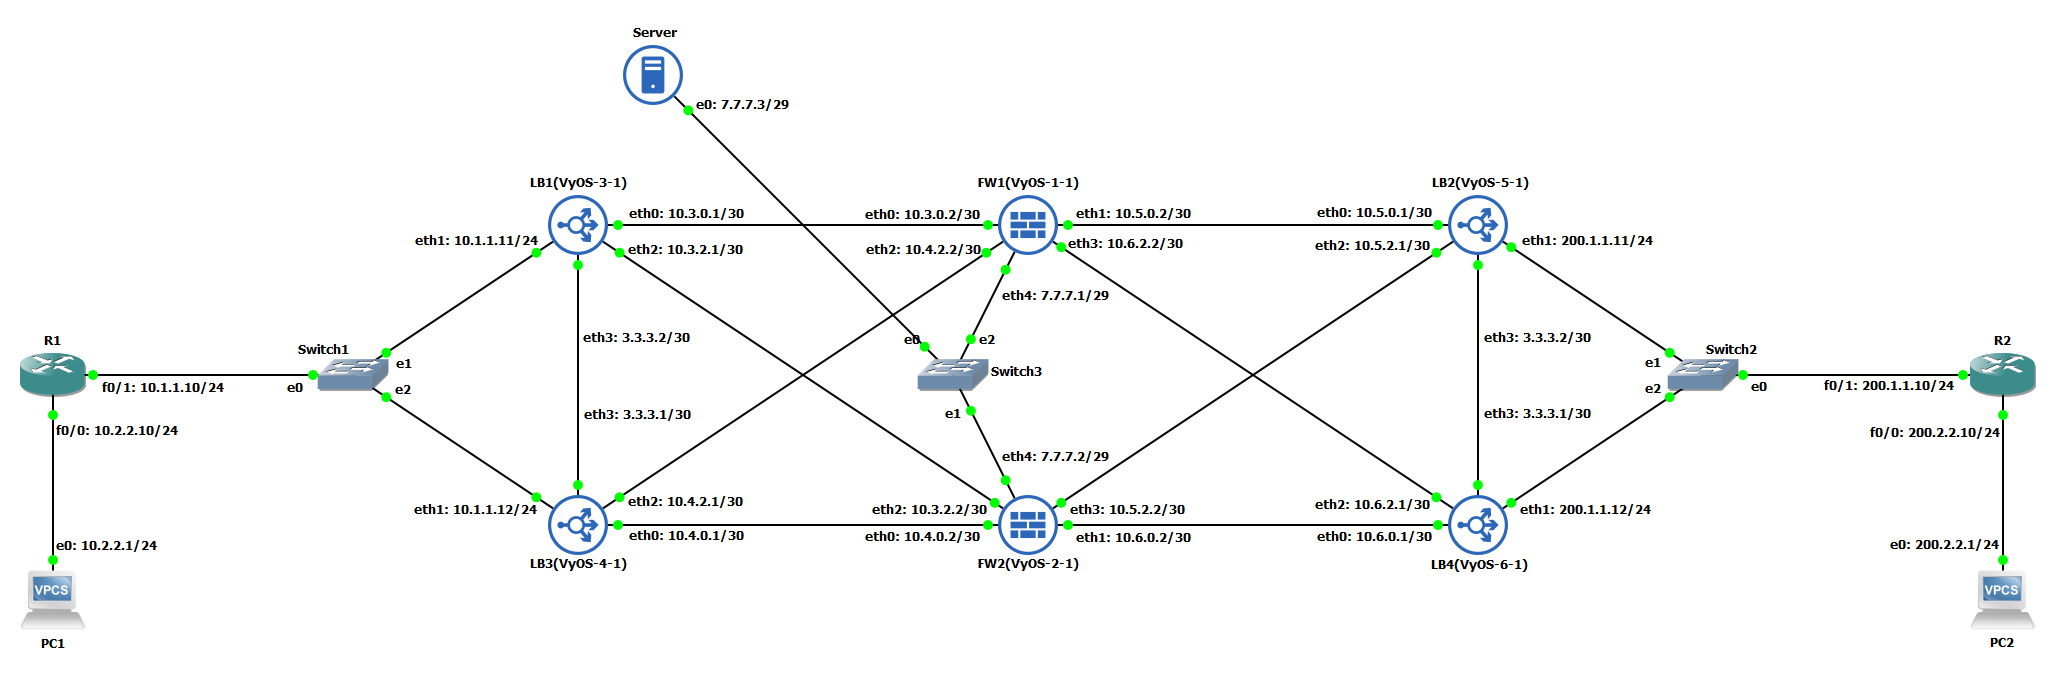 Server
e0: 7.7.7.3/29
LB1(VyOS-3-1)
FW1(VyOS-1-1)
LB2(VyOS-5-1)
eth0: 10.3.0.1/30
eth0: 10.3.0.2/30
eth1: 10.5.0.2/30
eth0: 10.5.0.1/30
eth1: 10.1.1.11/24
eth2: 10.3.2.1/30
eth2: 10.4.2.2/30
eth3: 10.6.2.2/30
eth2: 10.5.2.1/30
eth1: 200.1.1.11/24
eth4: 7.7.7.1/29
R1
Switch1
eth3: 3.3.3.2/30
e0
e2
eth3: 3.3.3.2/30
Switch2
R2
e1
Switch3
e1
f0/1: 10.1.1.10/24
e0
e2
e2
e0
f0/1: 200.1.1.10/24
eth3: 3.3.3.1/30
e1
eth3: 3.3.3.1/30
f0/0: 10.2.2.10/24
f0/0: 200.2.2.10/24
eth4: 7.7.7.2/29
eth1: 10.1.1.12/24
eth2: 10.4.2.1/30
eth2: 10.3.2.2/30
eth3: 10.5.2.2/30
eth2: 10.6.2.1/30
eth1: 200.1.1.12/24
eth0: 10.4.0.1/30
eth0: 10.4.0.2/30
eth1: 10.6.0.2/30
eth0: 10.6.0.1/30
e0: 10.2.2.1/24
e0: 200.2.2.1/24
LB3(VyOS-4-1)
FW2(VyOS-2-1)
LB4(VyOS-6-1)
VPCS
VPCS
PC1
PC2